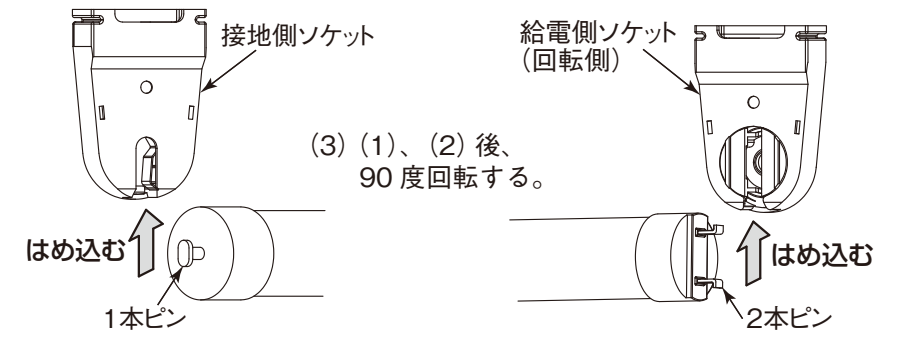 接地側ソケット
給電側ソケット
（回転側）
（3）（1）、（2）後、
90度回転する。
はめ込む
はめ込む
1本ピン
2本ピン